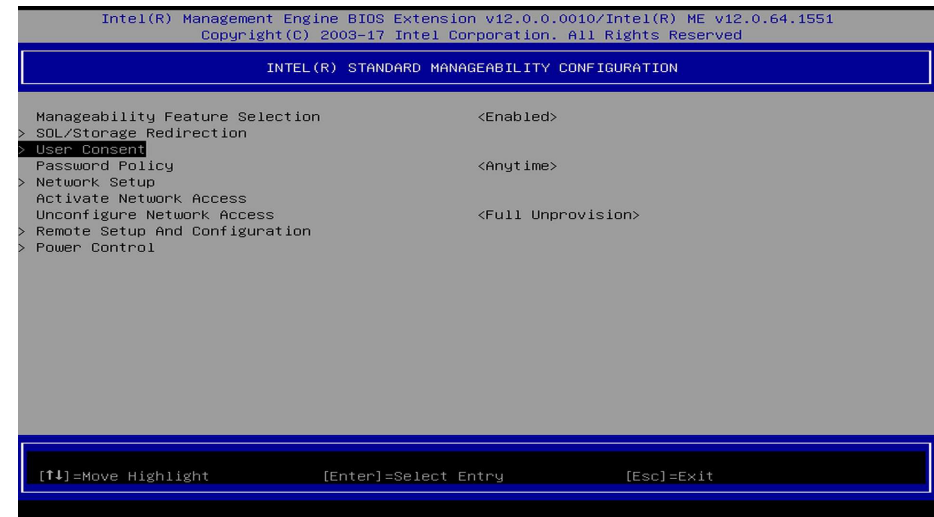 Intel(R) Management Engine BIOS Extension v12.0.0.0010/Intel(R) ME v12.0.64.1551
Copyright(C) 2003-17 Intel Corporation. All Rights Reserved
INTEL(R) STANDARD MANAGEABILITY CONFIGURATION
Manageability Feature Selection <Enabled>
> SOL/Storage Redirection
> User Consent
Password Policy <Anytime>
> Network Setup
Activate Network Access
Unconfigure Network Access <Full Unprovision>
> Remote Setup And Configuration
> Power Control
[↑↓]=Move Highlight [Enter]=Select Entry [Esc]=Exit